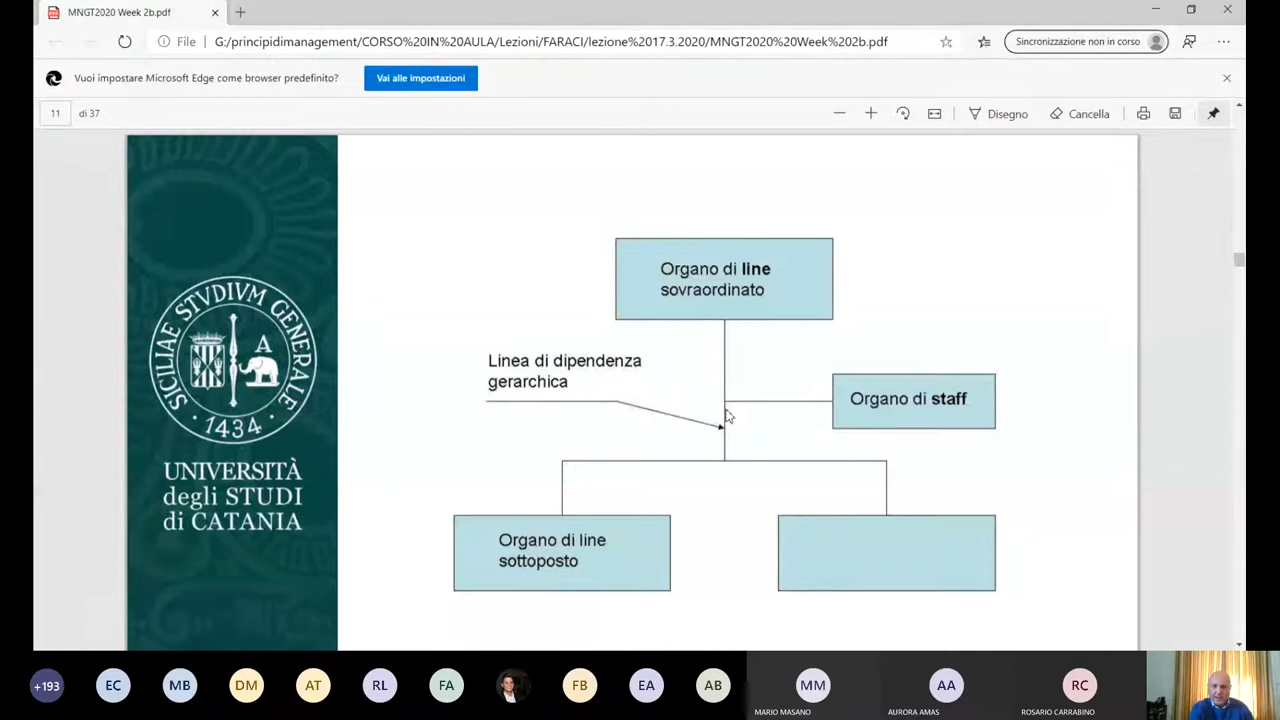 MNGT2020 Week 2b.pdf
File G:/principidimanagement/CORSO%20IN%20AULA/Lezioni/FARACI/lezione%2017.3.2020/MNGT2020%20Week%202b.pdf
Sincronizzazione non in corso
Vuoi impostare Microsoft Edge come browser predefinito?
Vai alle impostazioni
11 di 37
Disegno
Cancella
SICILIAE STVDIVM GENERALE
A
· 1434 ·
UNIVERSITÀ
degli STUDI
di CATANIA
Organo di line
sovraordinato
Linea di dipendenza
gerarchica
Organo di staff
Organo di line
sottoposto
+193 EC MB DM AT RL FA FB EA AB MM AA RC
MARIO MASANO AURORA AMAS ROSARIO CARRABINO